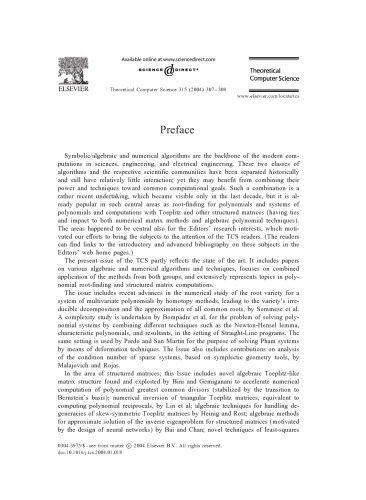 Available online at www.sciencedirect.com
SCIENCE DIRECT®
ELSEVIER
Theoretical Computer Science 315 (2004) 307–308
Theoretical
Computer Science
www.elsevier.com/locate/tcs
Preface
Symbolic/algebraic and numerical algorithms are the backbone of the modern com-
putations in sciences, engineering, and electrical engineering. These two classes of
algorithms and the respective scientific communities have been separated historically
and still have relatively little interaction; yet they may benefit from combining their
power and techniques toward common computational goals. Such a combination is a
rather recent undertaking, which became visible only in the last decade, but it is al-
ready popular in such central areas as root-finding for polynomials and systems of
polynomials and computations with Toeplitz and other structured matrices (having ties
and impact to both numerical matrix methods and algebraic polynomial techniques).
The areas happened to be central also for the Editors' research interests, which moti-
vated our efforts to bring the subjects to the attention of the TCS readers. (The readers
can find links to the introductory and advanced bibliography on these subjects in the
Editors' web home pages.)
The present issue of the TCS partly reflects the state of the art. It includes papers
on various algebraic and numerical algorithms and techniques, focuses on combined
application of the methods from both groups, and extensively represents topics in poly-
nomial root-finding and structured matrix computations.
The issue includes recent advances in the numerical study of the root variety for a
system of multivariate polynomials by homotopy methods, leading to the variety's irre-
ducible decomposition and the approximation of all common roots, by Sommese et al.
A complexity study is undertaken by Bompadre et al, for the problem of solving poly-
nomial systems by combining different techniques such as the Newton-Hensel lemma,
characteristic polynomials, and resultants, in the setting of Straight-Line programs. The
same setting is used by Pardo and San Martin for the purpose of solving Pham systems
by means of deformation techniques. The Issue also includes contributions on analysis
of the condition number of sparse systems, based on symplectic geometry tools, by
Malajovich and Rojas.
In the area of structured matrices, this Issue includes novel algebraic Toeplitz-like
matrix structure found and exploited by Bini and Gemignani to accelerate numerical
computation of polynomial greatest common divisors (stabilized by the transition to
Bernstein's basis); numerical inversion of triangular Toeplitz matrices, equivalent to
computing polynomial reciprocals, by Lin et al; algebraic techniques for handling de-
generacies of skew-symmetric Toeplitz matrices by Heinig and Rost; algebraic methods
for approximate solution of the inverse eigenproblem for structured matrices (motivated
by the design of neural networks) by Bai and Chan; novel techniques of least-squares
0304-3975/$ - see front matter © 2004 Elsevier B.V. All rights reserved.
doi:10.1016/j.tcs.2004.01.018